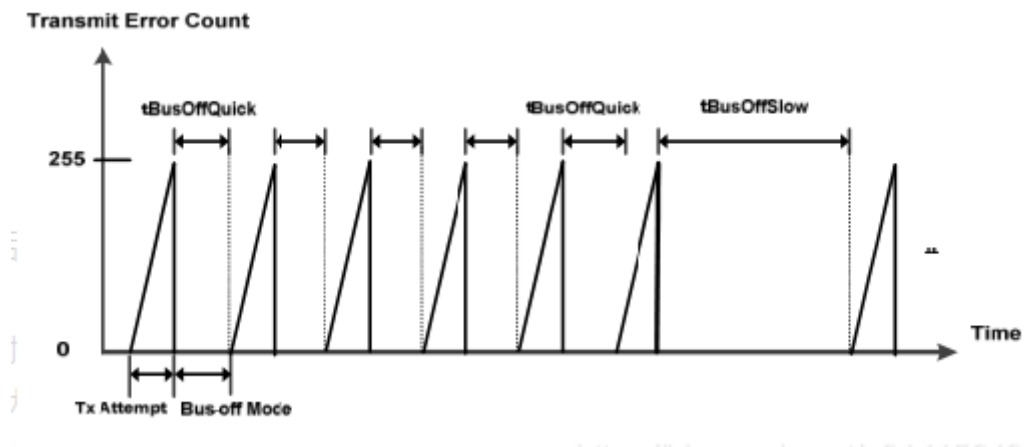 Transmit Error Count
tBusOffQuick
tBusOffQuick
tBusOffSlow
255
0
Time
Tx Attempt
Bus-off Mode